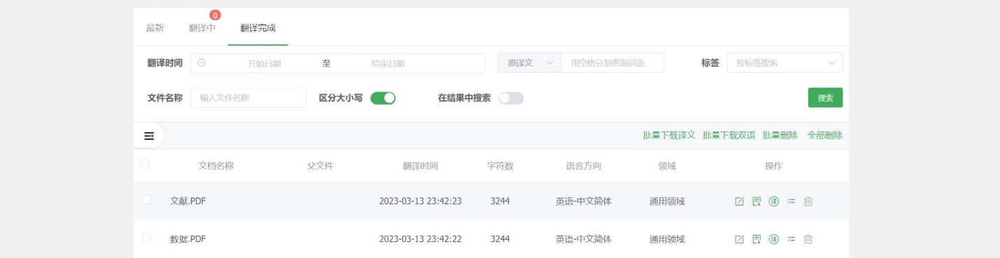 最新 翻译中 0 翻译完成
翻译时间 开始日期 至 结束日期 原译文 用空格分割查询词语 标签 按标签搜索
文件名称 输入文件名称 区分大小写 在结果中搜索 搜索
批量下载译文 批量下载双语 批量删除 全部删除
文档名称 父文件 翻译时间 字符数 语言方向 领域 操作
文献.PDF 2023-03-13 23:42:23 3244 英语-中文简体 通用领域 译
数据.PDF 2023-03-13 23:42:22 3244 英语-中文简体 通用领域 译